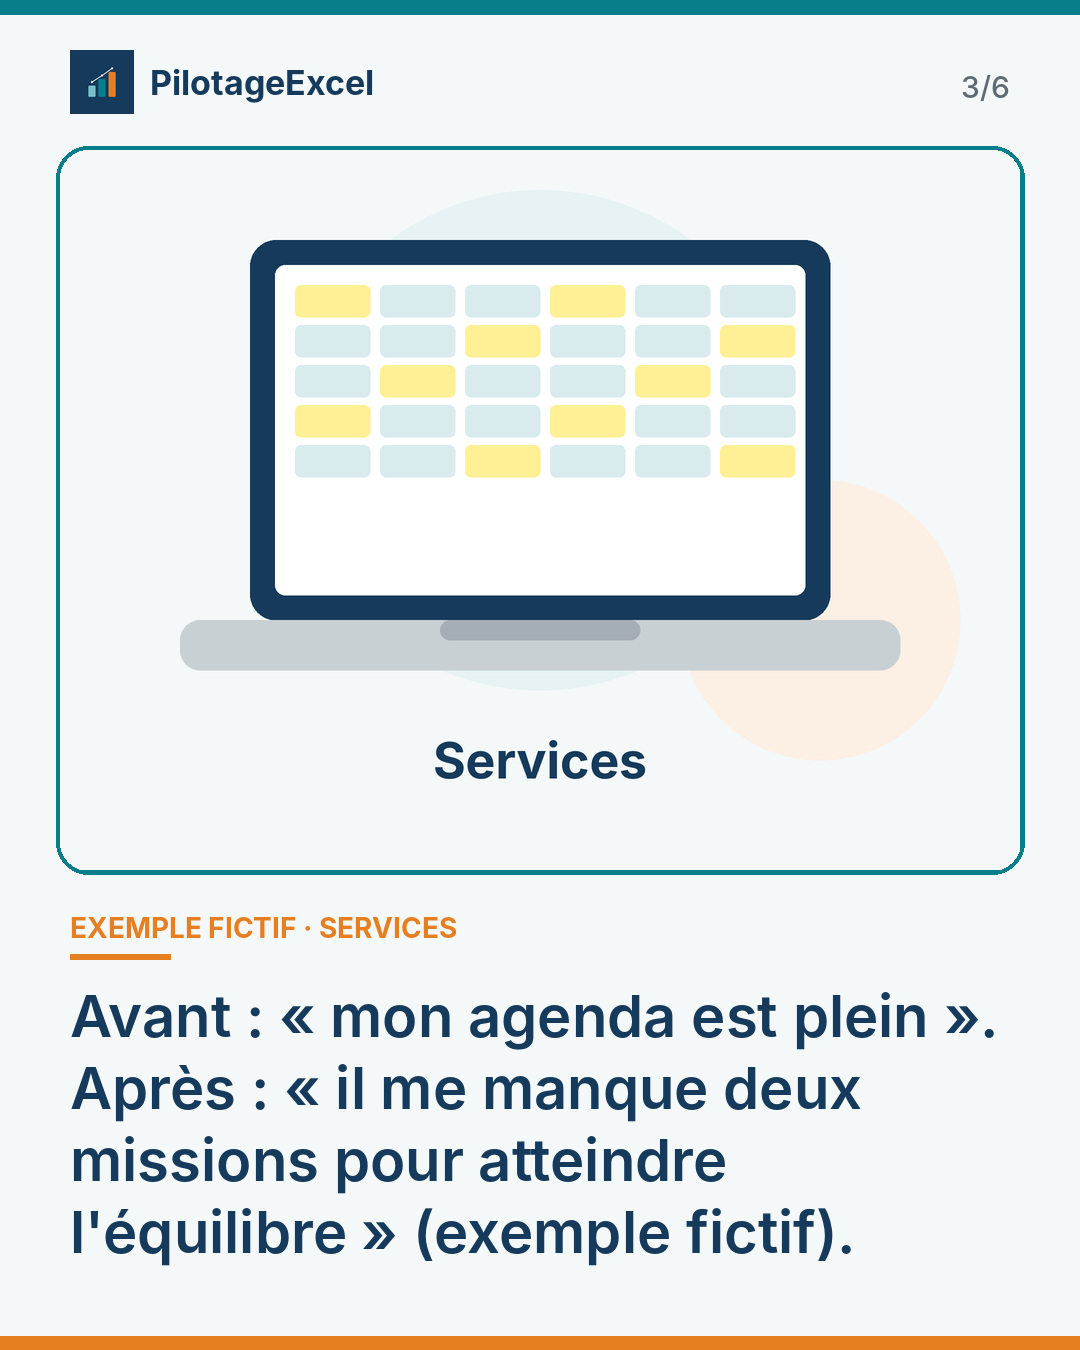 PilotageExcel
3/6
Services
EXEMPLE FICTIF · SERVICES
Avant : « mon agenda est plein ».
Après : « il me manque deux
missions pour atteindre
l'équilibre » (exemple fictif).